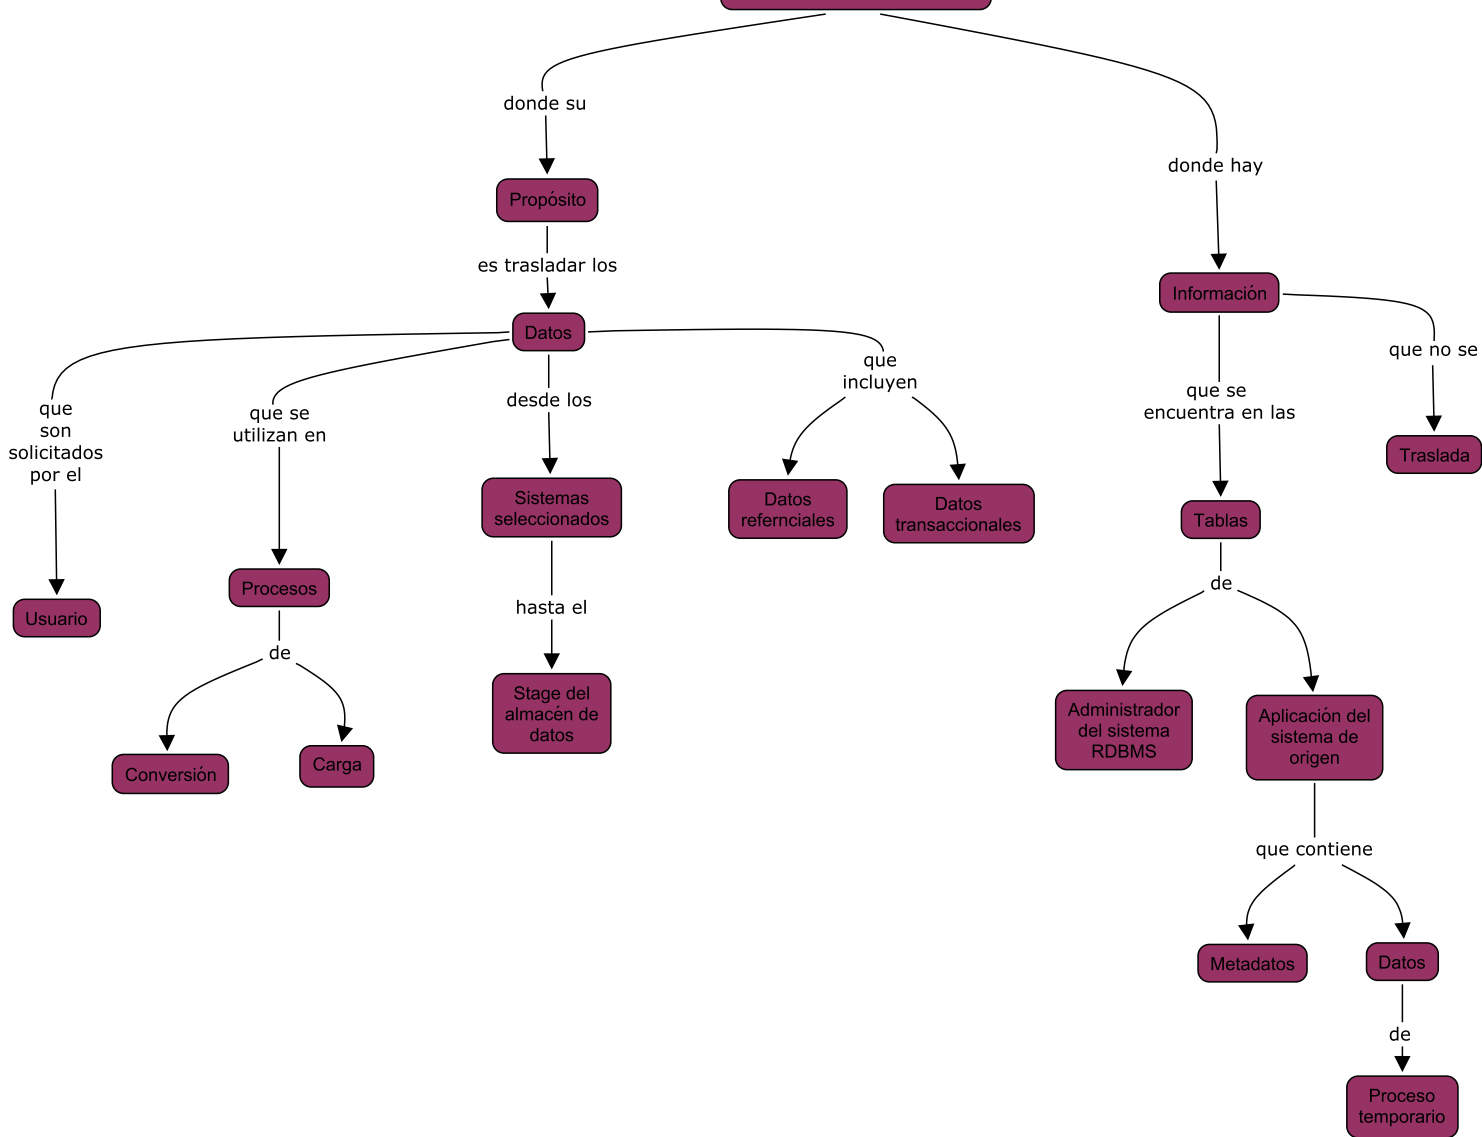 donde su
donde hay
Propósito
es trasladar los
Información
Datos
que no se
que
incluyen
que se
encuentra en las
desde los
que
son
solicitados
por el
que se
utilizan en
Traslada
Sistemas
seleccionados
Datos
refernciales
Datos
transaccionales
Tablas
Procesos
de
Usuario
hasta el
de
Stage del
almacén de
datos
Administrador
del sistema
RDBMS
Aplicación del
sistema de
origen
Conversión
Carga
que contiene
Metadatos
Datos
de
Proceso
temporario